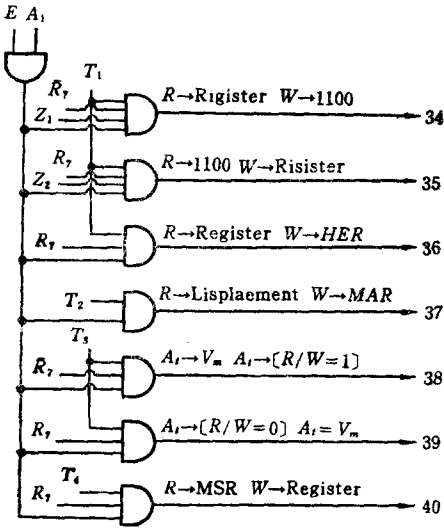 E A₁
T₁
R̄₇ R→Rigister W→1100
Z₁ 34
R₇ R→1100 W→Risister
Z₂ 35
R₇ R→Register W→HER
36
T₂ R→Lisplaement W→MAR
37
T₃
R̄₇ Aₜ→Vₘ Aₜ→[R/W=1]
38
R₇ Aₜ→[R/W=0] Aₜ=Vₘ
39
T₄
R₇ R→MSR W→Register
40